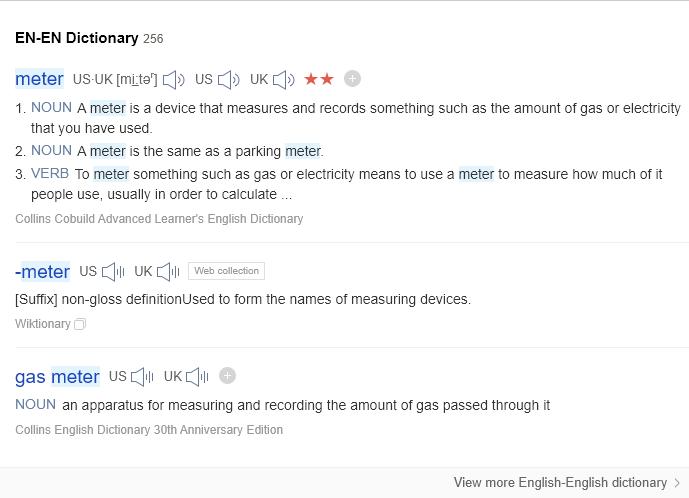 EN-EN Dictionary 256
meter US·UK [mi:tər] US UK ★★
1. NOUN A meter is a device that measures and records something such as the amount of gas or electricity
that you have used.
2. NOUN A meter is the same as a parking meter.
3. VERB To meter something such as gas or electricity means to use a meter to measure how much of it
people use, usually in order to calculate ...
Collins Cobuild Advanced Learner's English Dictionary
-meter US UK Web collection
[Suffix] non-gloss definitionUsed to form the names of measuring devices.
Wiktionary
gas meter US UK
NOUN an apparatus for measuring and recording the amount of gas passed through it
Collins English Dictionary 30th Anniversary Edition
View more English-English dictionary >